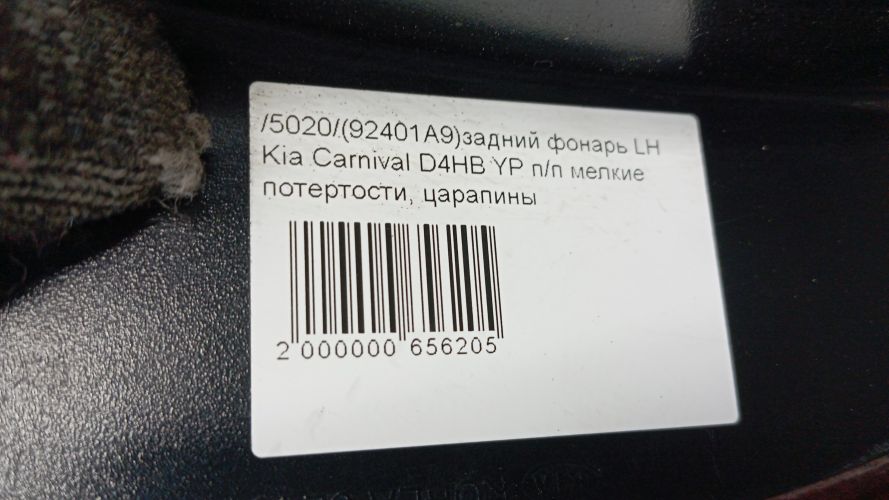 /5020/(92401A9)задний фонарь LH
Kia Carnival D4HB YP п/п мелкие
потертости, царапины
2 000000 656205